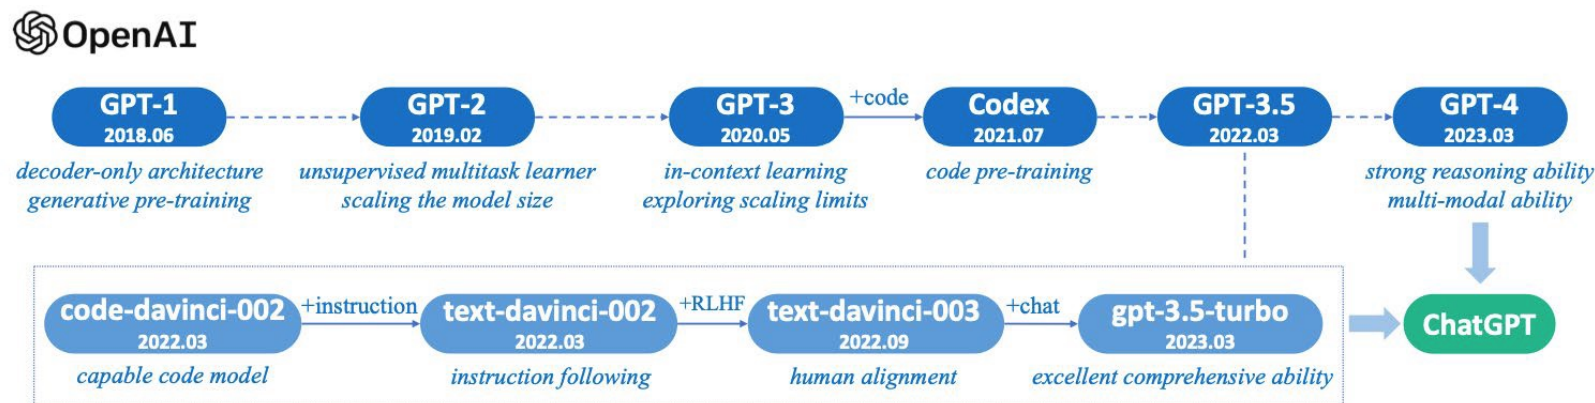 OpenAI
GPT-1
2018.06
decoder-only architecture
generative pre-training
GPT-2
2019.02
unsupervised multitask learner
scaling the model size
GPT-3
2020.05
in-context learning
exploring scaling limits
+code
Codex
2021.07
code pre-training
GPT-3.5
2022.03
GPT-4
2023.03
strong reasoning ability
multi-modal ability
code-davinci-002
2022.03
capable code model
+instruction
text-davinci-002
2022.03
instruction following
+RLHF
text-davinci-003
2022.09
human alignment
+chat
gpt-3.5-turbo
2023.03
excellent comprehensive ability
ChatGPT